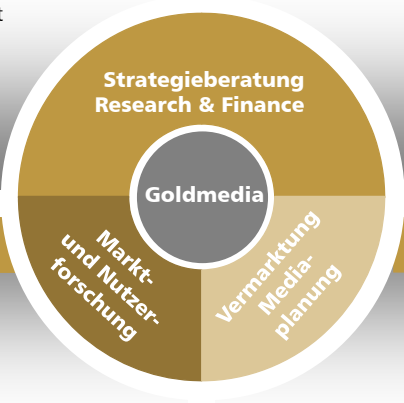 t
Strategieberatung
Research & Finance
Goldmedia
Markt-
und Nutzer-
forschung
Vermarktung
Media-
planung